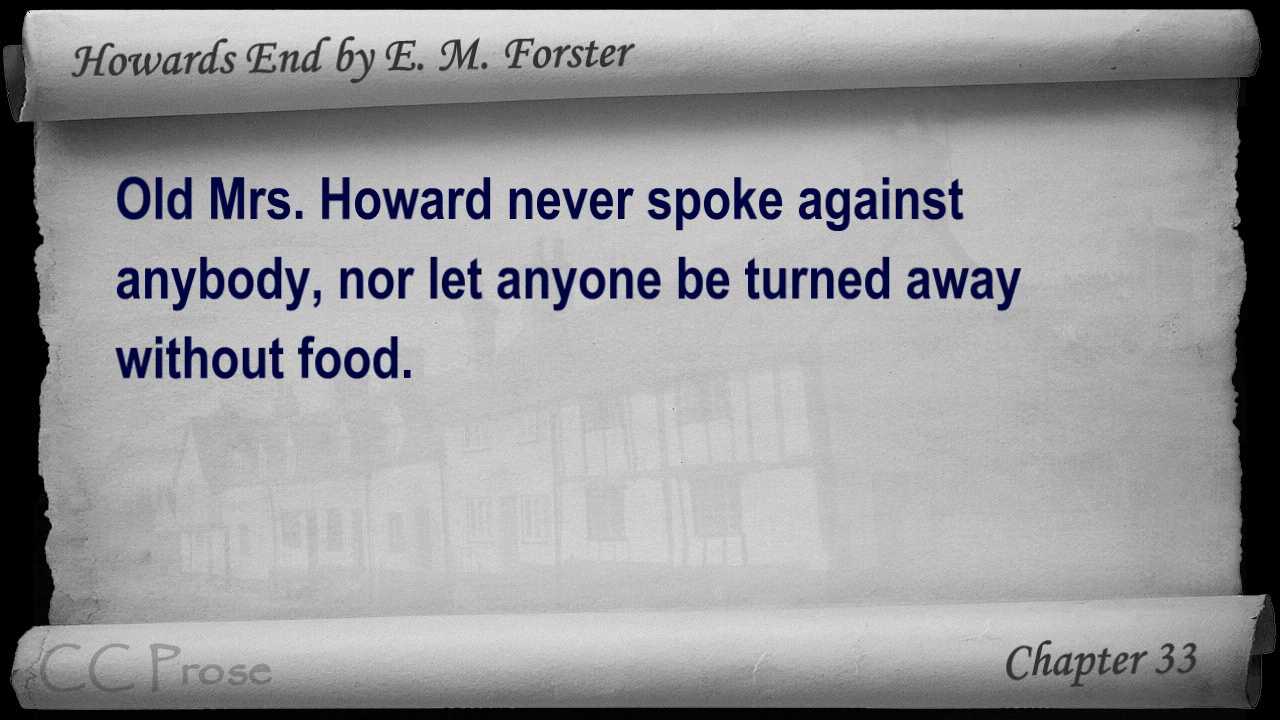 Howards End by E. M. Forster
Old Mrs. Howard never spoke against
anybody, nor let anyone be turned away
without food.
CC Prose
Chapter 33